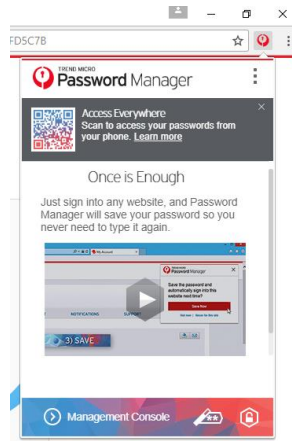 FD5C7B
TREND MICRO
Password Manager
Access Everywhere
Scan to access your passwords from
your phone. Learn more
Once is Enough
Just sign into any website, and Password
Manager will save your password so you
never need to type it again.
Password Manager
Save the password and
automatically sign into this
website next time?
Save Now
NOTIFICATIONS
SUPPORT
3) SAVE
Management Console